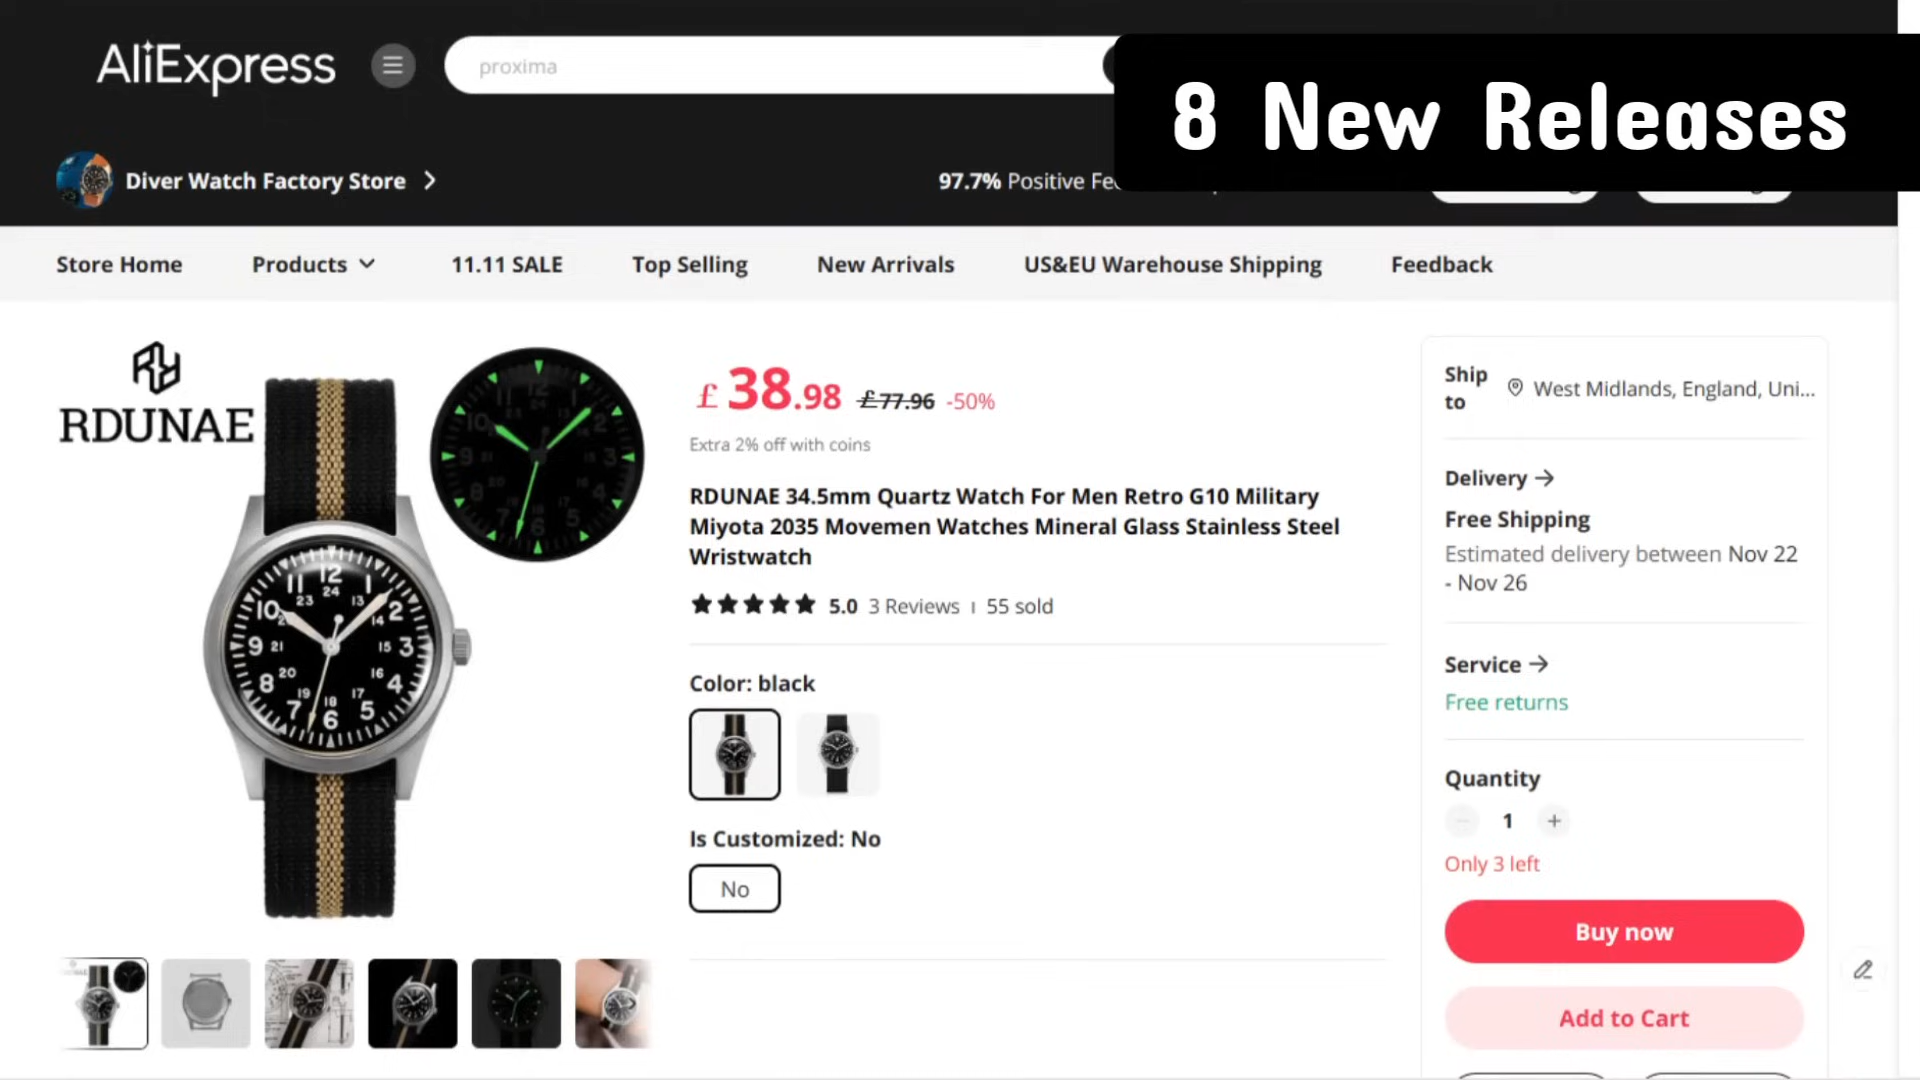 AliExpress
proxima
8 New Releases
Diver Watch Factory Store
97.7% Positive
Store Home
Products
11.11 SALE
Top Selling
New Arrivals
US&EU Warehouse Shipping
Feedback
RDUNAE
£38.98 £77.96 -50%
Extra 2% off with coins
RDUNAE 34.5mm Quartz Watch For Men Retro G10 Military
Miyota 2035 Movemen Watches Mineral Glass Stainless Steel
Wristwatch
5.0 3 Reviews 55 sold
Color: black
Is Customized: No
No
Ship
to
West Midlands, England, Uni...
Delivery
Free Shipping
Estimated delivery between Nov 22
- Nov 26
Service
Free returns
Quantity
1
Only 3 left
Buy now
Add to Cart